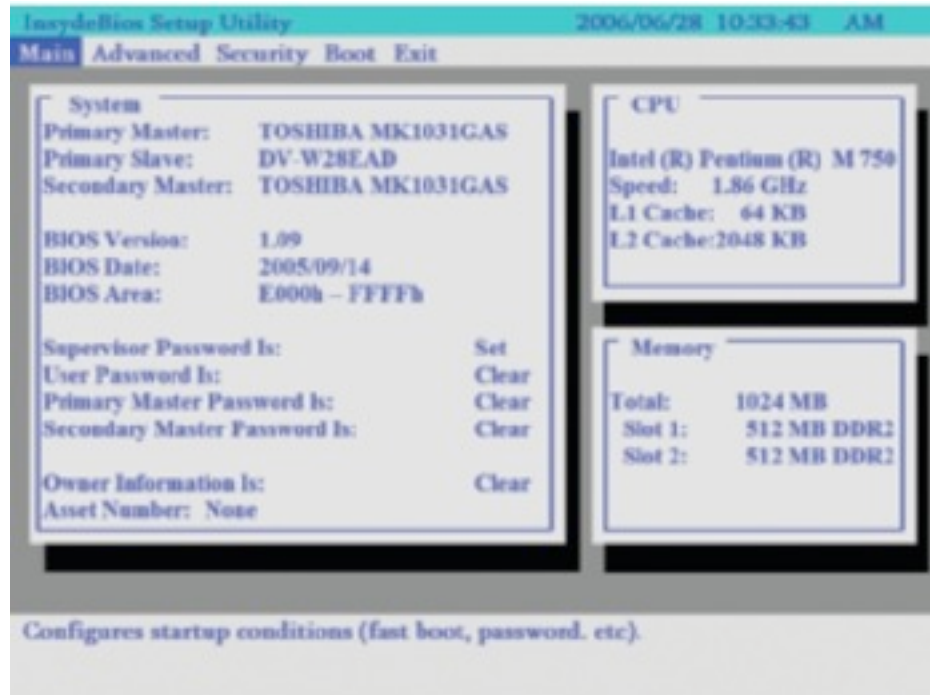 InsydeBios Setup Utility 2006/06/28 10:33:43 AM
Main Advanced Security Boot Exit
System
Primary Master: TOSHIBA MK1031GAS
Primary Slave: DV-W28EAD
Secondary Master: TOSHIBA MK1031GAS
BIOS Version: 1.09
BIOS Date: 2005/09/14
BIOS Area: E000h – FFFFh
Supervisor Password Is: Set
User Password Is: Clear
Primary Master Password Is: Clear
Secondary Master Password Is: Clear
Owner Information Is: Clear
Asset Number: None
CPU
Intel (R) Pentium (R) M 750
Speed: 1.86 GHz
L1 Cache: 64 KB
L2 Cache:2048 KB
Memory
Total: 1024 MB
Slot 1: 512 MB DDR2
Slot 2: 512 MB DDR2
Configures startup conditions (fast boot, password. etc).